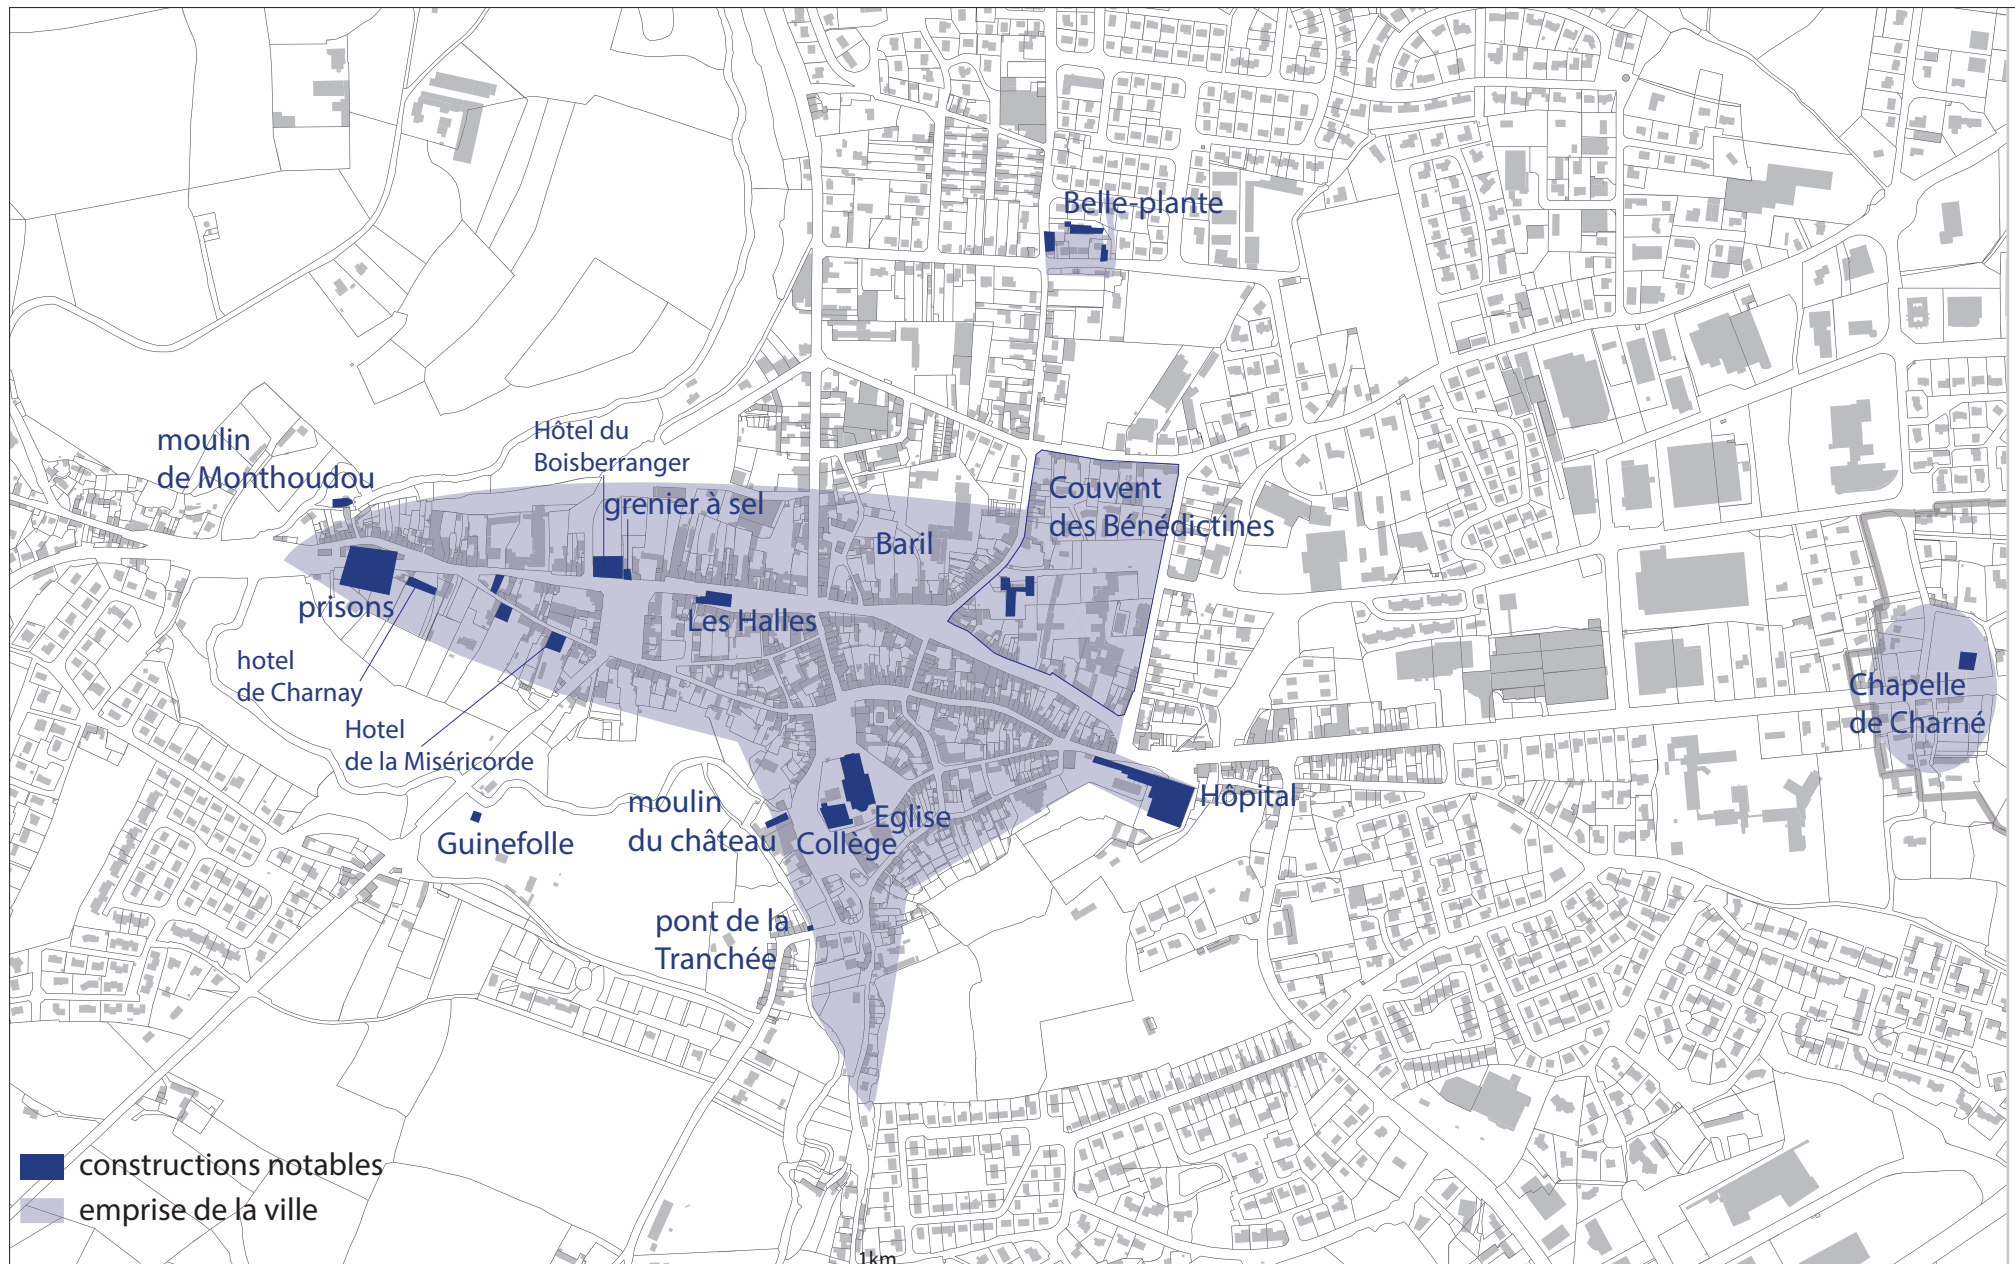 Belle-plante
Hôtel du
Boisberranger
moulin
de Monthoudou
grenier à sel
Couvent
des Bénédictines
Baril
prisons
Les Halles
hotel
de Charnay
Chapelle
de Charné
Hotel
de la Miséricorde
moulin
du château
Hôpital
Eglise
Guinefolle
Collège
pont de la
Tranchée
constructions notables
emprise de la ville
1km